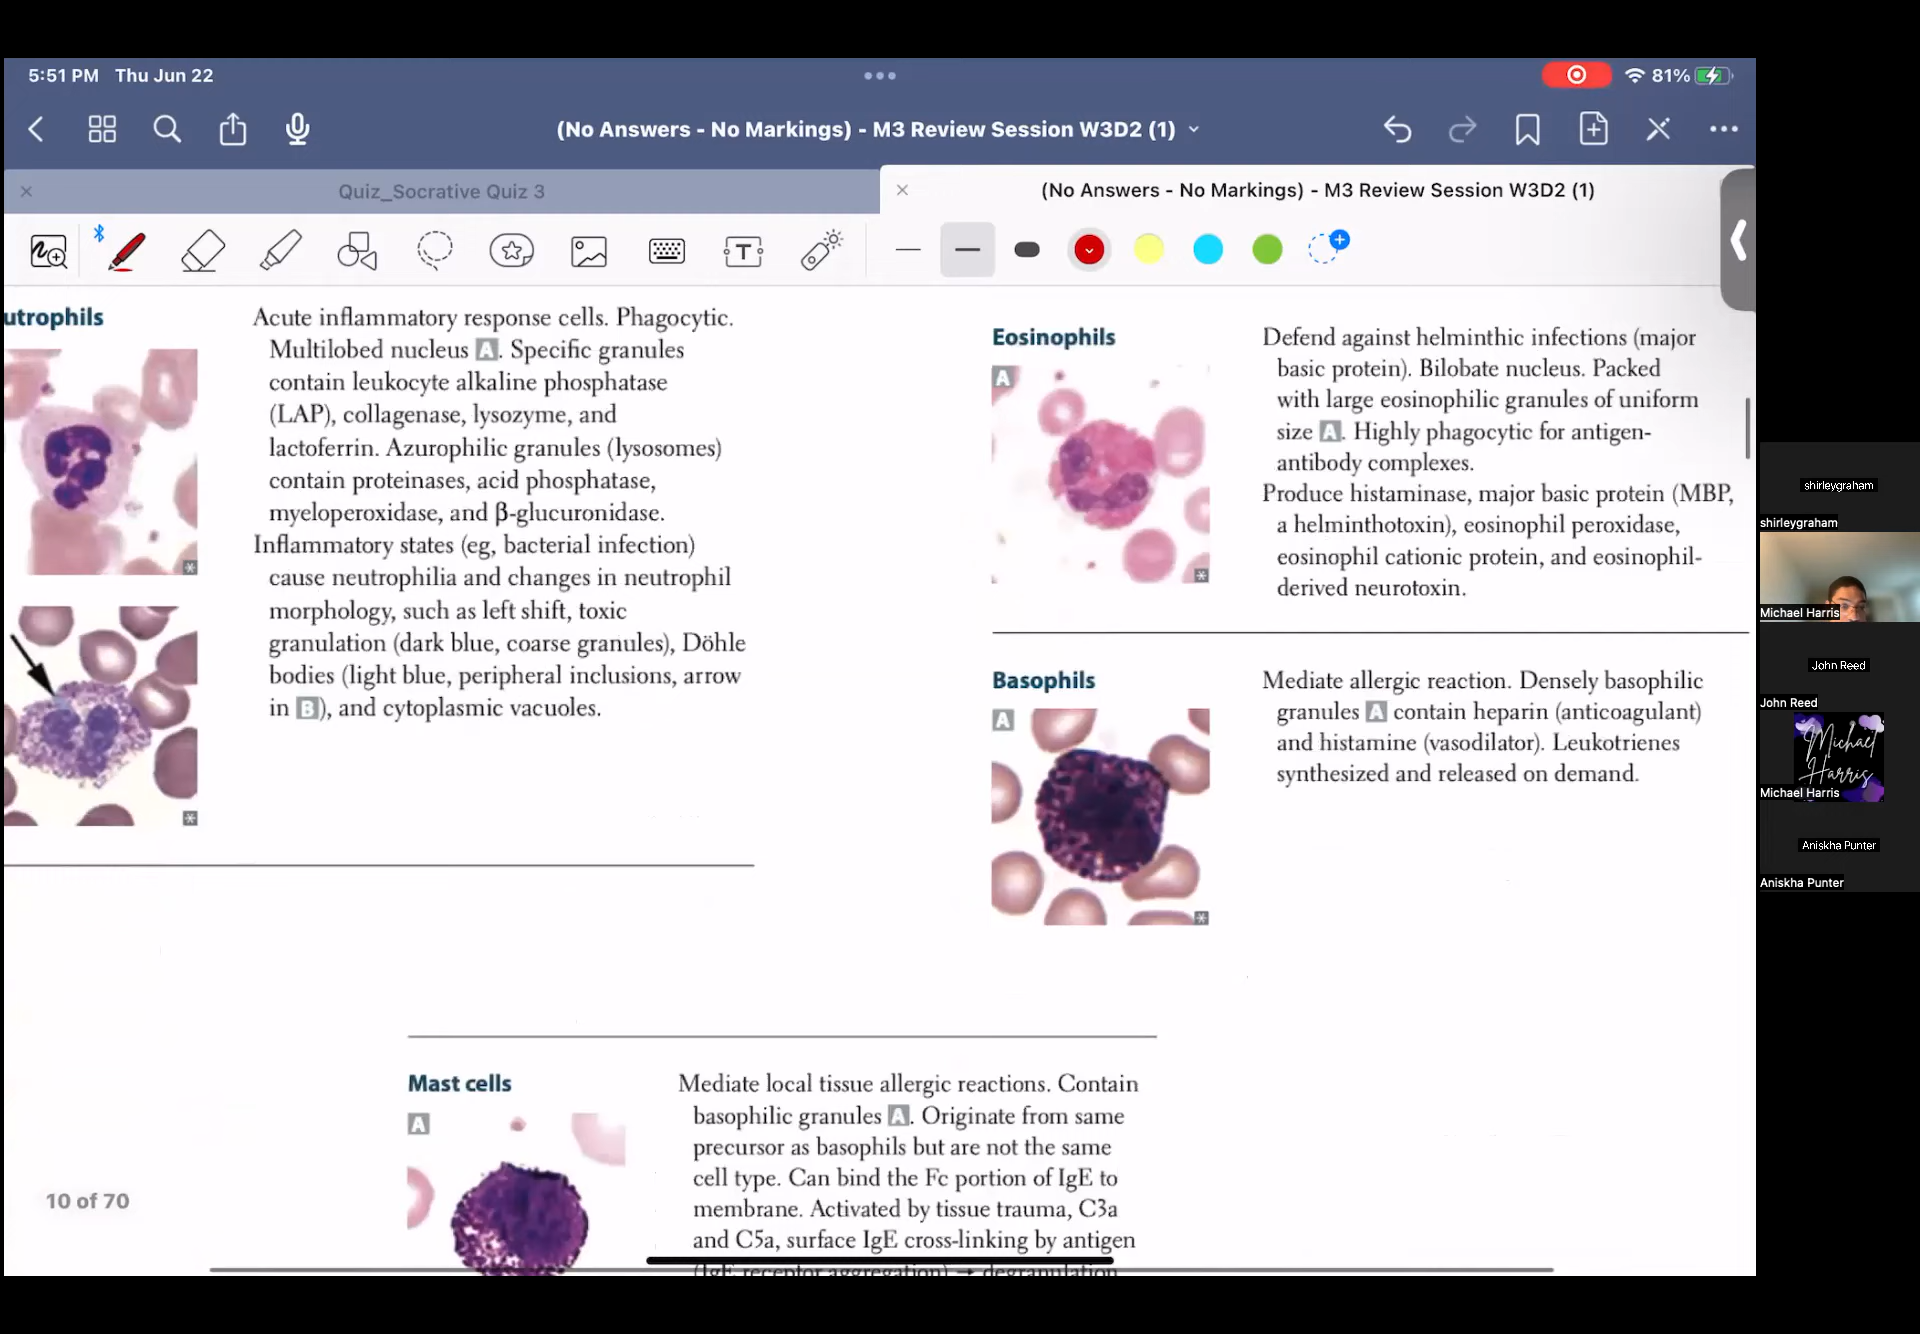 5:51 PM Thu Jun 22
81%
(No Answers - No Markings) - M3 Review Session W3D2 (1)
Quiz_Socrative Quiz 3
(No Answers - No Markings) - M3 Review Session W3D2 (1)
T
utrophils
Acute inflammatory response cells. Phagocytic.
Multilobed nucleus A. Specific granules
contain leukocyte alkaline phosphatase
(LAP), collagenase, lysozyme, and
lactoferrin. Azurophilic granules (lysosomes)
contain proteinases, acid phosphatase,
myeloperoxidase, and β-glucuronidase.
Inflammatory states (eg, bacterial infection)
cause neutrophilia and changes in neutrophil
morphology, such as left shift, toxic
granulation (dark blue, coarse granules), Döhle
bodies (light blue, peripheral inclusions, arrow
in B), and cytoplasmic vacuoles.
Eosinophils
A
Defend against helminthic infections (major
basic protein). Bilobate nucleus. Packed
with large eosinophilic granules of uniform
size A. Highly phagocytic for antigen-
antibody complexes.
Produce histaminase, major basic protein (MBP,
a helminthotoxin), eosinophil peroxidase,
eosinophil cationic protein, and eosinophil-
derived neurotoxin.
Basophils
A
Mediate allergic reaction. Densely basophilic
granules A contain heparin (anticoagulant)
and histamine (vasodilator). Leukotrienes
synthesized and released on demand.
Mast cells
A
Mediate local tissue allergic reactions. Contain
basophilic granules A. Originate from same
precursor as basophils but are not the same
cell type. Can bind the Fc portion of IgE to
membrane. Activated by tissue trauma, C3a
and C5a, surface IgE cross-linking by antigen
(IgE receptor aggregation) → degranulation
10 of 70
shirleygraham
shirleygraham
Michael Harris
John Reed
John Reed
Michael
Harris
Michael Harris
Aniskha Punter
Aniskha Punter